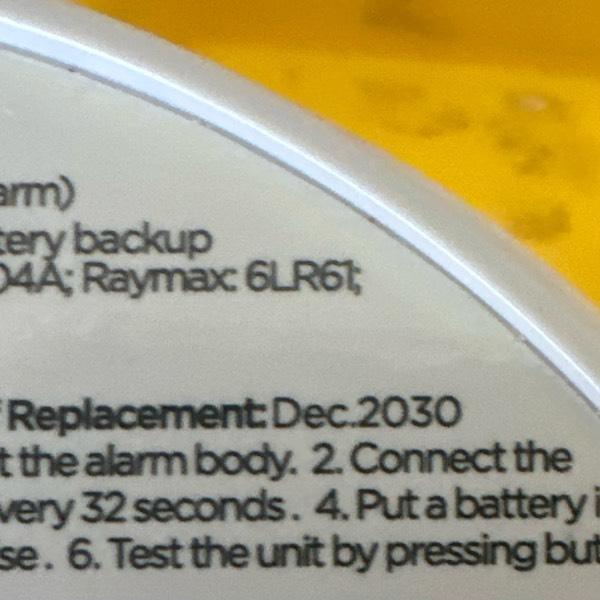 arm)
tery backup
04A; Raymax: 6LR61;
f Replacement: Dec.2030
t the alarm body. 2. Connect the
very 32 seconds. 4. Put a battery i
se. 6. Test the unit by pressing but